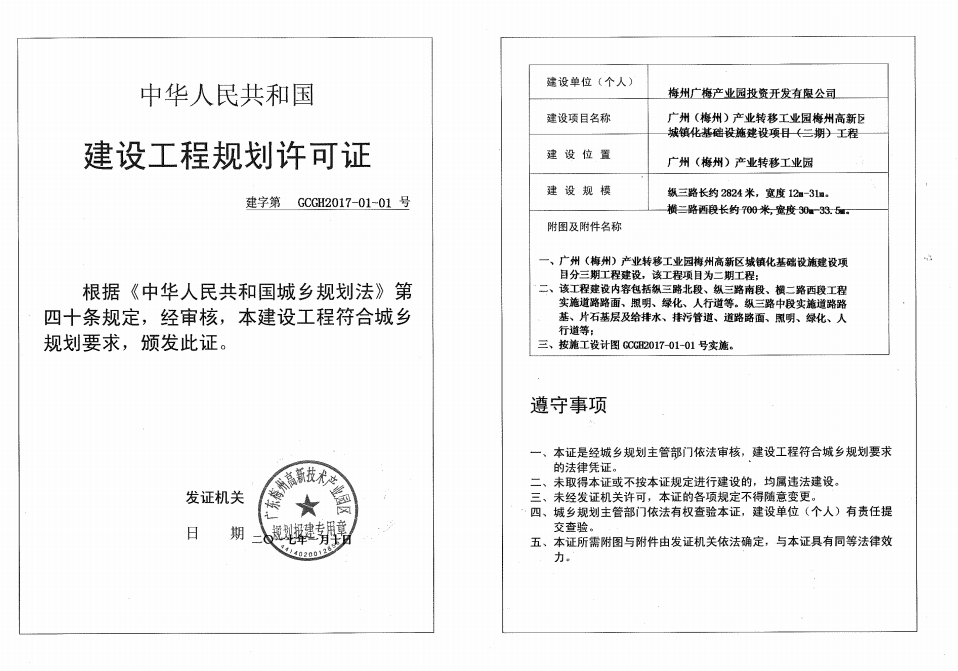 中华人民共和国
建设工程规划许可证
建字第 GCGH2017-01-01 号
根据《中华人民共和国城乡规划法》第
四十条规定，经审核，本建设工程符合城乡
规划要求，颁发此证。
发证机关
日 期
广东梅州高新技术产业园区
规划报建专用章
建设单位（个人）
梅州广梅产业园投资开发有限公司
建设项目名称
广州（梅州）产业转移工业园梅州高新区
城镇化基础设施建设项目（二期）工程
建 设 位 置
广州（梅州）产业转移工业园
建 设 规 模
纵三路长约 2824 米，宽度 12m-31m。
横二路西段长约 700 米,宽度 30m-33.5m。
附图及附件名称
一、广州（梅州）产业转移工业园梅州高新区城镇化基础设施建设项
目分三期工程建设，该工程项目为二期工程；
二、该工程建设内容包括纵三路北段、纵三路南段、横二路西段工程
实施道路路面、照明、绿化、人行道等。纵三路中段实施道路路
基、片石基层及给排水、排污管道、道路路面、照明、绿化、人
行道等；
三、按施工设计图 GCGH2017-01-01 号实施。
遵守事项
一、本证是经城乡规划主管部门依法审核，建设工程符合城乡规划要求
的法律凭证。
二、未取得本证或不按本证规定进行建设的，均属违法建设。
三、未经发证机关许可，本证的各项规定不得随意变更。
四、城乡规划主管部门依法有权查验本证，建设单位（个人）有责任提
交查验。
五、本证所需附图与附件由发证机关依法确定，与本证具有同等法律效
力。